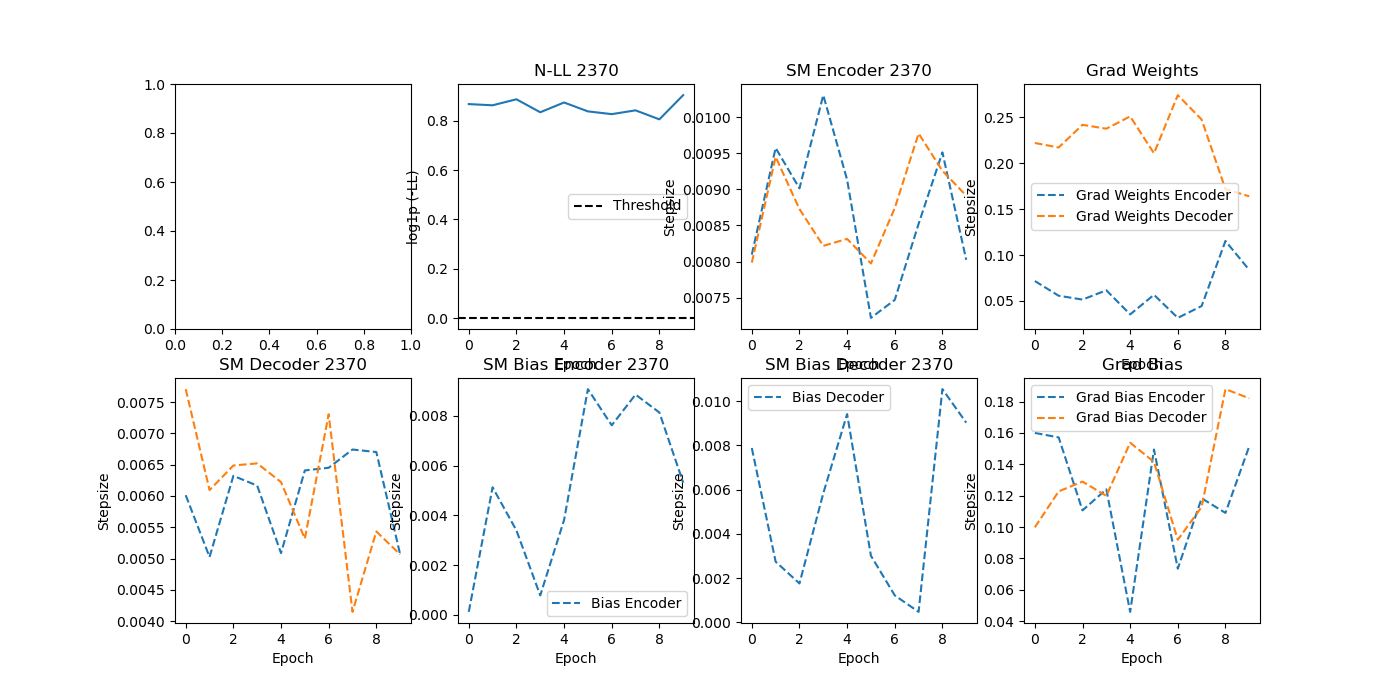 N-LL 2370
SM Encoder 2370
Grad Weights
1.0
0.8
0.6
0.4
0.2
0.0
0.0 0.2 0.4 0.6 0.8 1.0
log1p (-LL)
0.8
0.6
0.4
0.2
0.0
Threshold
0 2 4 6 8
Epoch
Stepsize
0.0100
0.0095
0.0090
0.0085
0.0080
0.0075
0 2 4 6 8
Epoch
Stepsize
0.25
0.20
0.15
0.10
0.05
Grad Weights Encoder
Grad Weights Decoder
0 2 4 6 8
Epoch
SM Decoder 2370
SM Bias Encoder 2370
SM Bias Decoder 2370
Grad Bias
Stepsize
0.0075
0.0070
0.0065
0.0060
0.0055
0.0050
0.0045
0.0040
0 2 4 6 8
Epoch
Stepsize
0.008
0.006
0.004
0.002
0.000
Bias Encoder
0 2 4 6 8
Epoch
Stepsize
0.010
0.008
0.006
0.004
0.002
0.000
Bias Decoder
0 2 4 6 8
Epoch
Stepsize
0.18
0.16
0.14
0.12
0.10
0.08
0.06
0.04
Grad Bias Encoder
Grad Bias Decoder
0 2 4 6 8
Epoch